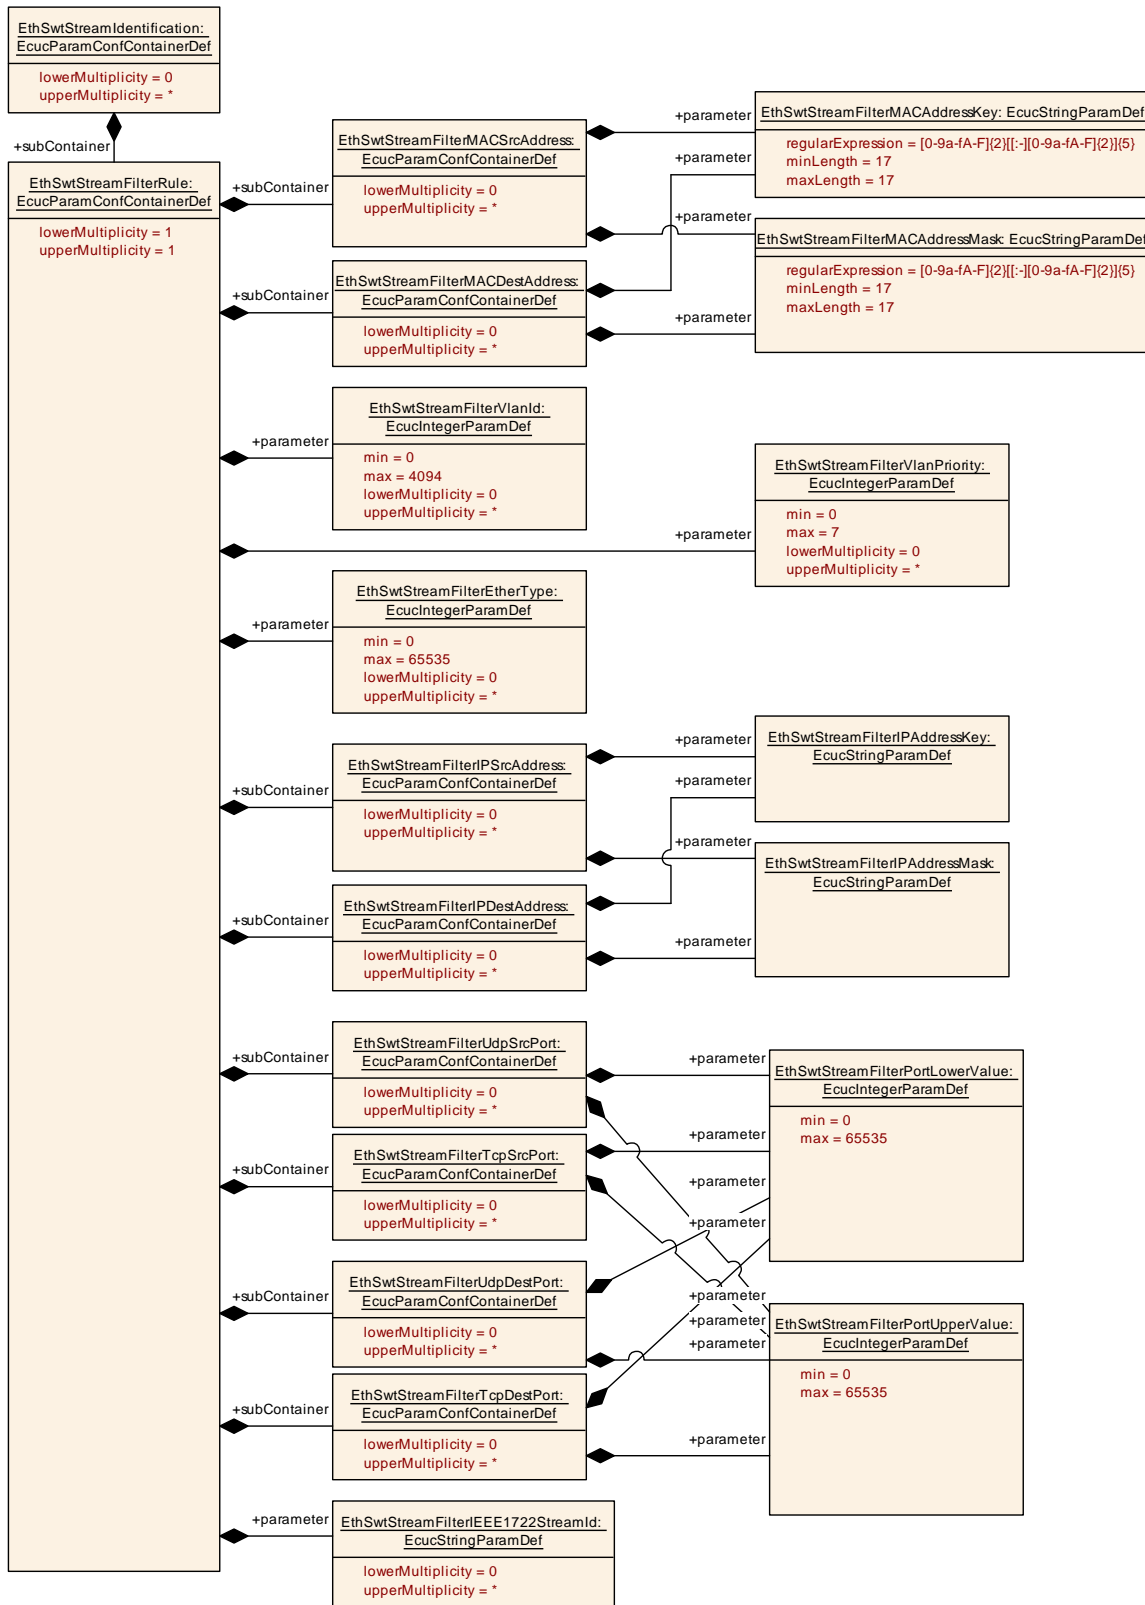 EthSwtStreamIdentification:
EcucParamConfContainerDef
lowerMultiplicity = 0
upperMultiplicity = *
+subContainer
EthSwtStreamFilterRule:
EcucParamConfContainerDef
lowerMultiplicity = 1
upperMultiplicity = 1
+subContainer
EthSwtStreamFilterMACSrcAddress:
EcucParamConfContainerDef
lowerMultiplicity = 0
upperMultiplicity = *
+parameter
+parameter
+parameter
EthSwtStreamFilterMACAddressKey: EcucStringParamDef
regularExpression = [0-9a-fA-F]{2}[[:-][0-9a-fA-F]{2}]{5}
minLength = 17
maxLength = 17
EthSwtStreamFilterMACAddressMask: EcucStringParamDef
regularExpression = [0-9a-fA-F]{2}[[:-][0-9a-fA-F]{2}]{5}
minLength = 17
maxLength = 17
+subContainer
EthSwtStreamFilterMACDestAddress:
EcucParamConfContainerDef
lowerMultiplicity = 0
upperMultiplicity = *
+parameter
+parameter
EthSwtStreamFilterVlanId:
EcucIntegerParamDef
min = 0
max = 4094
lowerMultiplicity = 0
upperMultiplicity = *
+parameter
EthSwtStreamFilterVlanPriority:
EcucIntegerParamDef
min = 0
max = 7
lowerMultiplicity = 0
upperMultiplicity = *
+parameter
EthSwtStreamFilterEtherType:
EcucIntegerParamDef
min = 0
max = 65535
lowerMultiplicity = 0
upperMultiplicity = *
+subContainer
EthSwtStreamFilterIPSrcAddress:
EcucParamConfContainerDef
lowerMultiplicity = 0
upperMultiplicity = *
+parameter
+parameter
+parameter
EthSwtStreamFilterIPAddressKey:
EcucStringParamDef
EthSwtStreamFilterIPAddressMask:
EcucStringParamDef
+subContainer
EthSwtStreamFilterIPDestAddress:
EcucParamConfContainerDef
lowerMultiplicity = 0
upperMultiplicity = *
+parameter
+subContainer
EthSwtStreamFilterUdpSrcPort:
EcucParamConfContainerDef
lowerMultiplicity = 0
upperMultiplicity = *
+parameter
EthSwtStreamFilterPortLowerValue:
EcucIntegerParamDef
min = 0
max = 65535
+subContainer
EthSwtStreamFilterTcpSrcPort:
EcucParamConfContainerDef
lowerMultiplicity = 0
upperMultiplicity = *
+parameter
+parameter
+parameter
+subContainer
EthSwtStreamFilterUdpDestPort:
EcucParamConfContainerDef
lowerMultiplicity = 0
upperMultiplicity = *
+parameter
+parameter
+parameter
EthSwtStreamFilterPortUpperValue:
EcucIntegerParamDef
min = 0
max = 65535
+subContainer
EthSwtStreamFilterTcpDestPort:
EcucParamConfContainerDef
lowerMultiplicity = 0
upperMultiplicity = *
+parameter
+parameter
EthSwtStreamFilterIEEE1722StreamId:
EcucStringParamDef
lowerMultiplicity = 0
upperMultiplicity = *